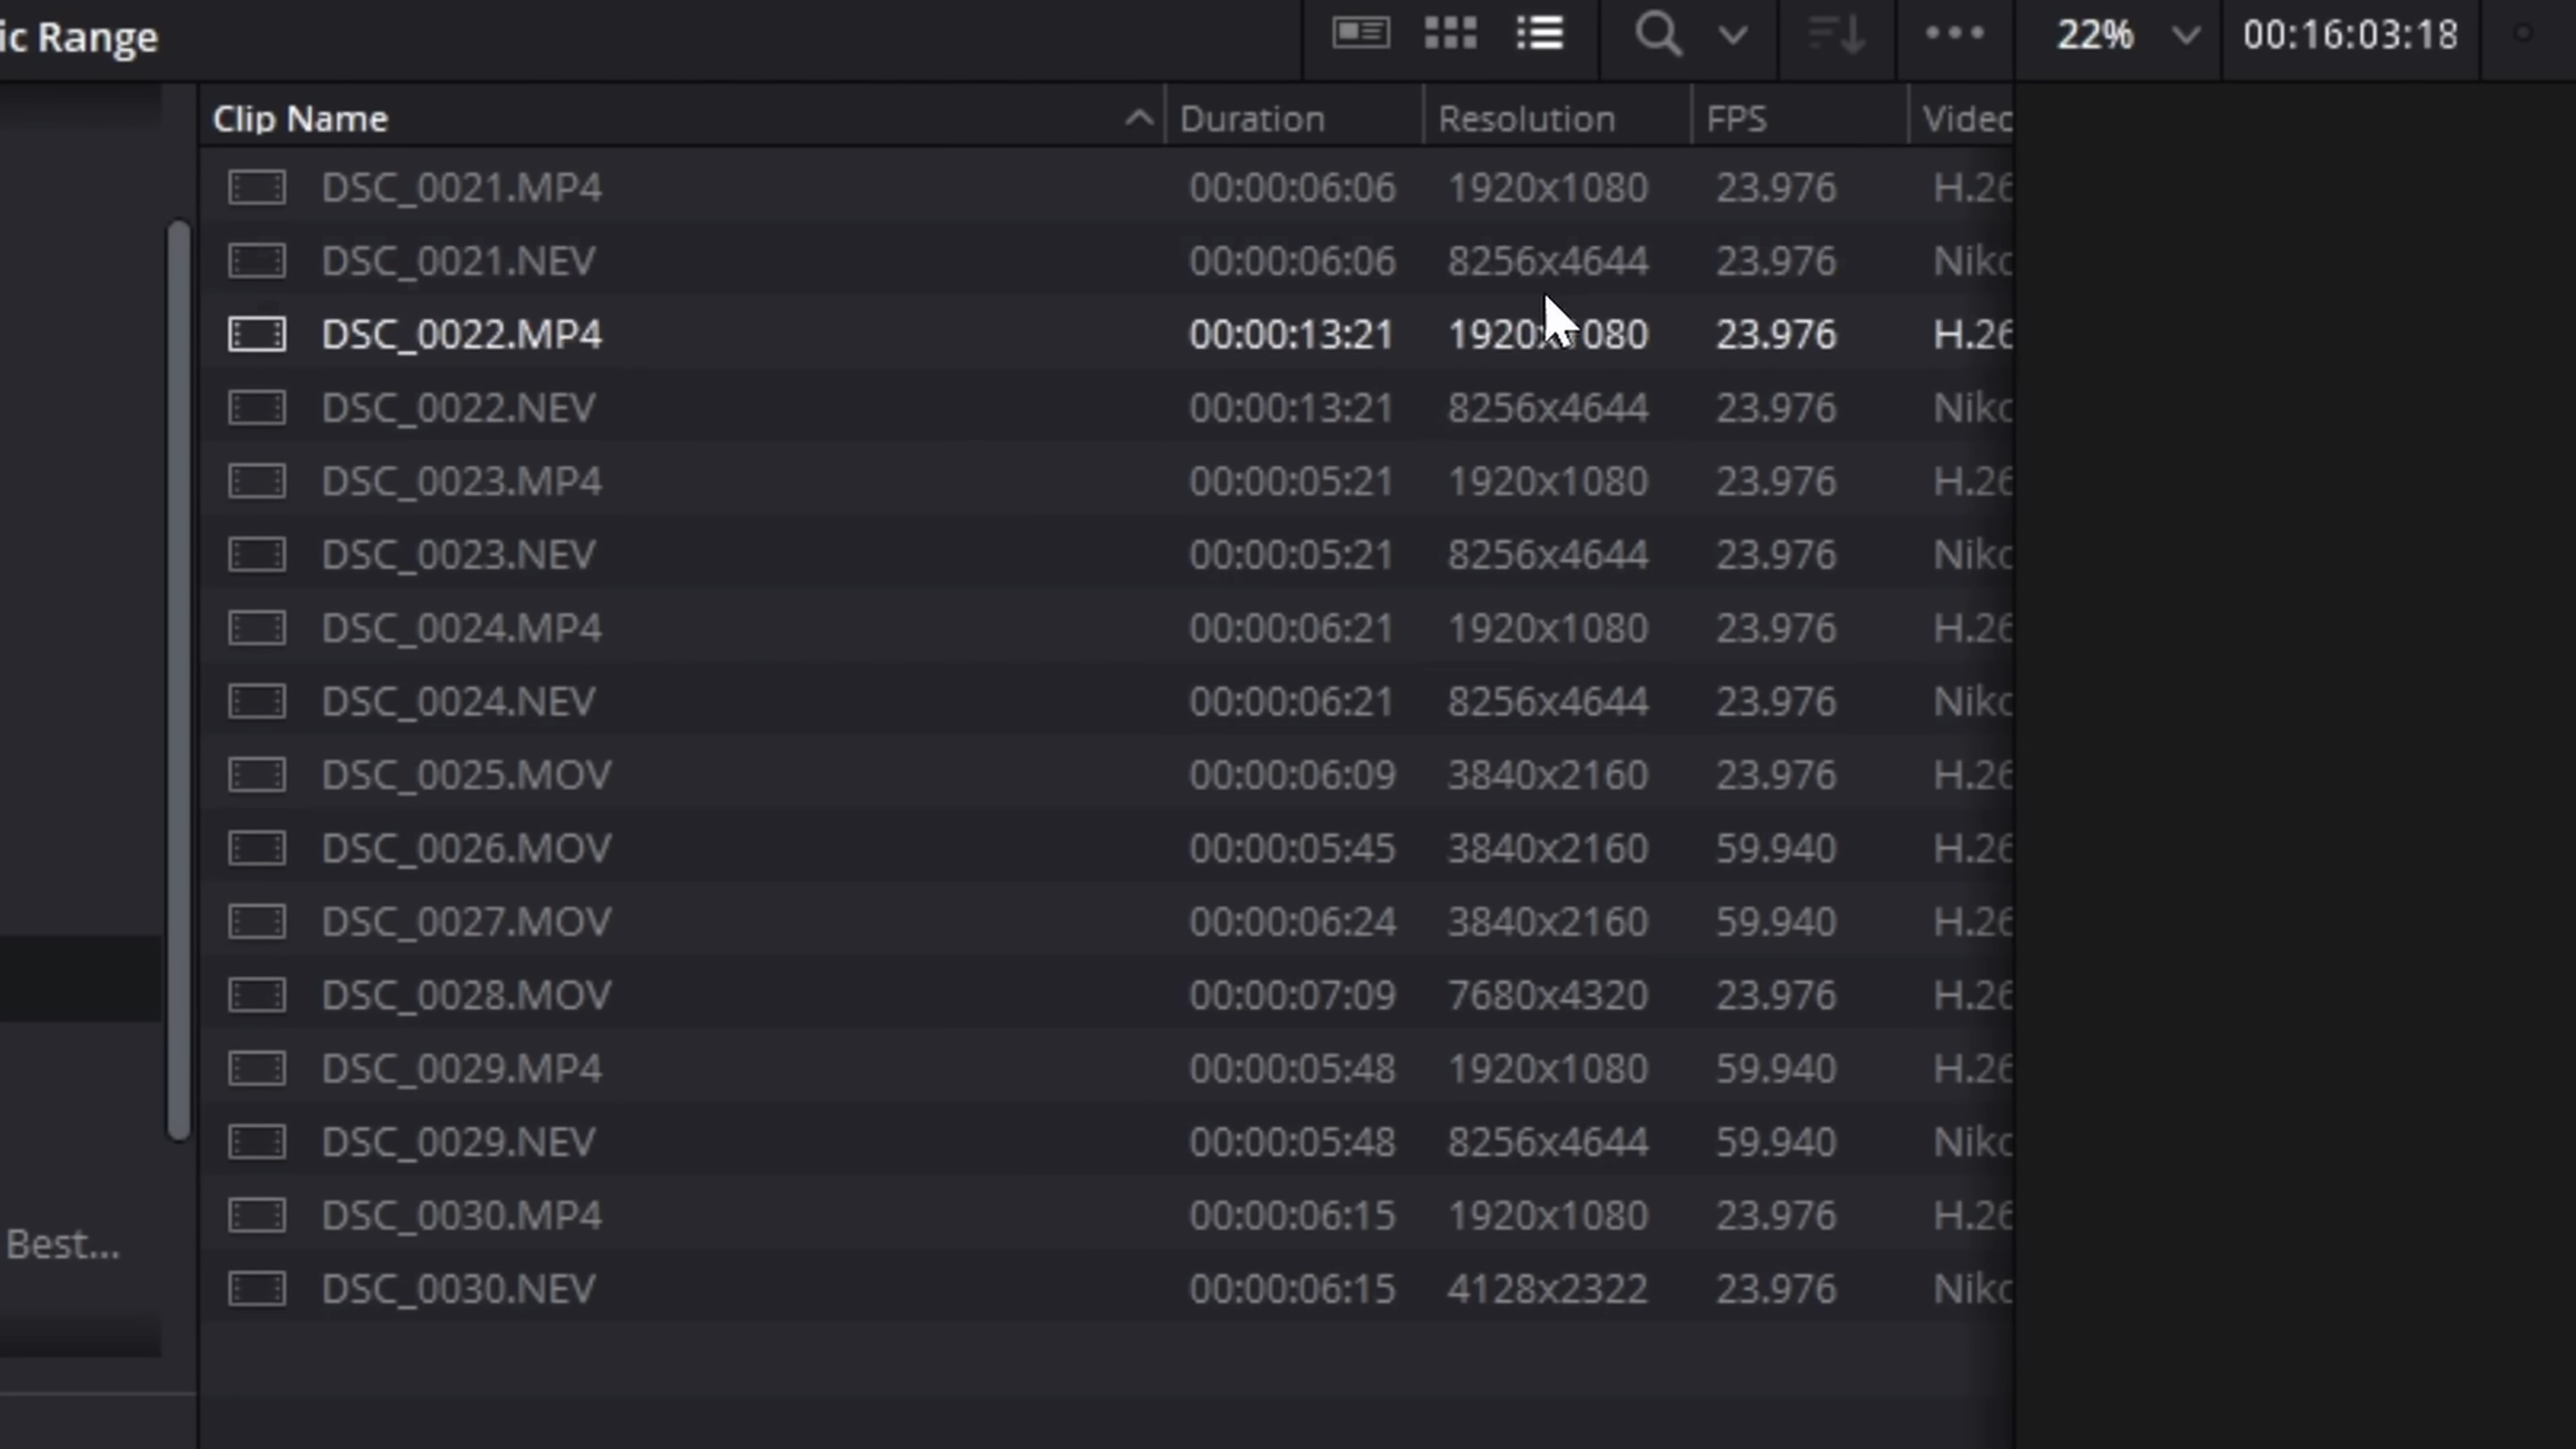 ic Range
22% 00:16:03:18
Clip Name Duration Resolution FPS Video
DSC_0021.MP4 00:00:06:06 1920x1080 23.976 H.26
DSC_0021.NEV 00:00:06:06 8256x4644 23.976 Niko
DSC_0022.MP4 00:00:13:21 1920x1080 23.976 H.26
DSC_0022.NEV 00:00:13:21 8256x4644 23.976 Niko
DSC_0023.MP4 00:00:05:21 1920x1080 23.976 H.26
DSC_0023.NEV 00:00:05:21 8256x4644 23.976 Niko
DSC_0024.MP4 00:00:06:21 1920x1080 23.976 H.26
DSC_0024.NEV 00:00:06:21 8256x4644 23.976 Niko
DSC_0025.MOV 00:00:06:09 3840x2160 23.976 H.26
DSC_0026.MOV 00:00:05:45 3840x2160 59.940 H.26
DSC_0027.MOV 00:00:06:24 3840x2160 59.940 H.26
DSC_0028.MOV 00:00:07:09 7680x4320 23.976 H.26
DSC_0029.MP4 00:00:05:48 1920x1080 59.940 H.26
DSC_0029.NEV 00:00:05:48 8256x4644 59.940 Niko
DSC_0030.MP4 00:00:06:15 1920x1080 23.976 H.26
Best...
DSC_0030.NEV 00:00:06:15 4128x2322 23.976 Niko